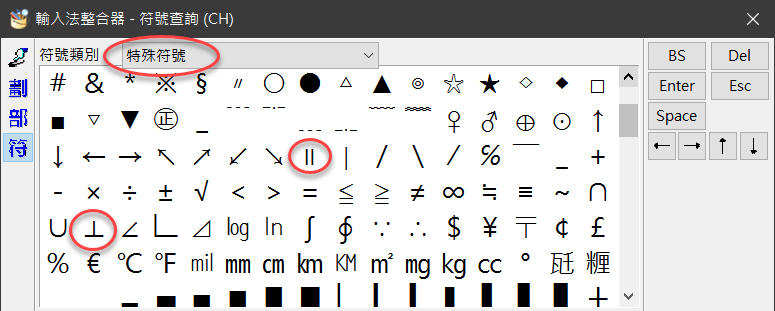 輸入法整合器 - 符號查詢 (CH)
符號類別 特殊符號
劃
部
符
# & * ※ § 〃 ○ ● △ ▲ ◎ ☆ ★ ◇ ◆ □
■ ▽ ▼ ㊣ _ ♀ ♂ ⊕ ⊙ ↑
↓ ← → ↖ ↗ ↙ ↘ ∥ ∣ / \ ∕ ℅ ￣ _ +
- × ÷ ± √ < > = ≦ ≧ ≠ ∞ ≒ ≡ ~ ∩
∪ ⊥ ∠ ∟ ⊿ ㏒ ㏑ ∫ ∮ ∵ ∴ $ ¥ 〒 ¢ £
% € ℃ ℉ mil ㎜ ㎝ ㎞ ㏎ ㎡ ㎎ ㎏ ㏄ ° 瓩 糎
BS Del
Enter Esc
Space
← → ↑ ↓